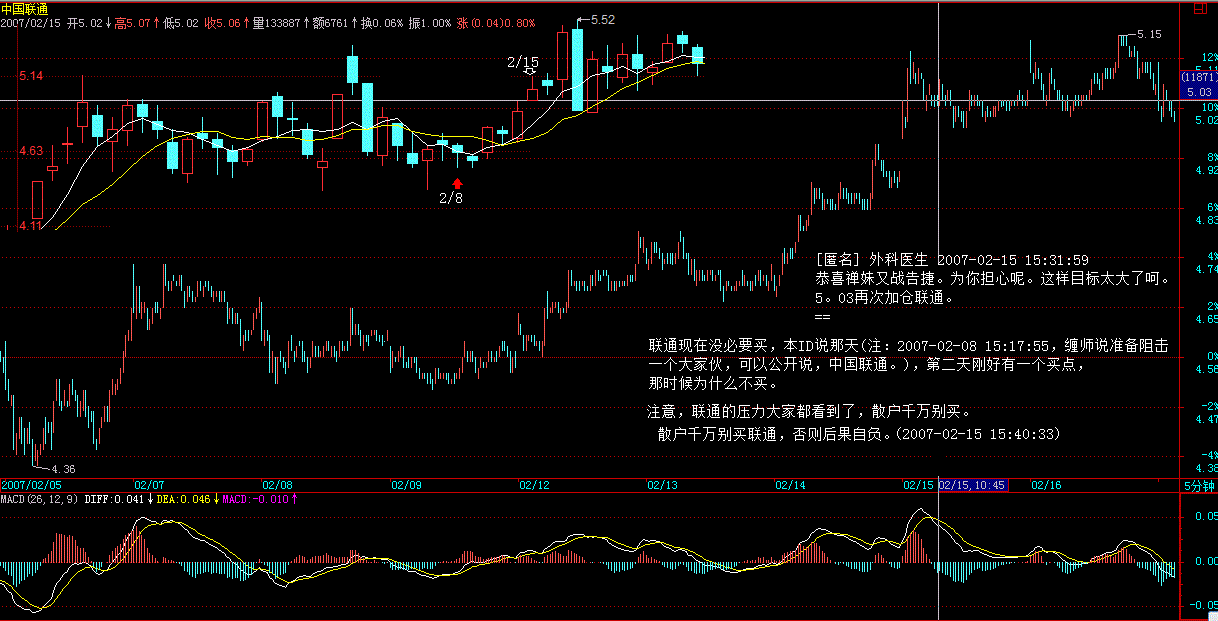 中国联通
2007/02/15 开5.02↓高5.07↑低5.02 收5.06↑量133887↑额6761↑换0.06% 振1.00% 涨(0.04)0.80%
5.52
5.15
2/15
12%
5.14
5.11
(1187)
5.03
10%
5.02
4.63
8%
4.92
2/8
6%
4.83
4.11
[匿名] 外科医生 2007-02-15 15:31:59
4%
4.74
恭喜禅妹又战告捷。为你担心呢。这样目标太大了呵。
5。03再次加仓联通。
==
2%
4.65
联通现在没必要买，本ID说那天(注：2007-02-08 15:17:55，缠师说准备阻击
0%
一个大家伙，可以公开说，中国联通。)，第二天刚好有一个买点，
4.56
那时候为什么不买。
注意，联通的压力大家都看到了，散户千万别买。
-2%
4.47
散户千万别买联通，否则后果自负。(2007-02-15 15:40:33)
-4%
4.36
4.38
2007/02/05 02/07 02/08 02/09 02/12 02/13 02/14 02/15 02/15,10:45 02/16 5分钟
MACD(26,12,9) DIFF:0.041↓DEA:0.046↓MACD:-0.010↑
0.05
0.00
-0.05